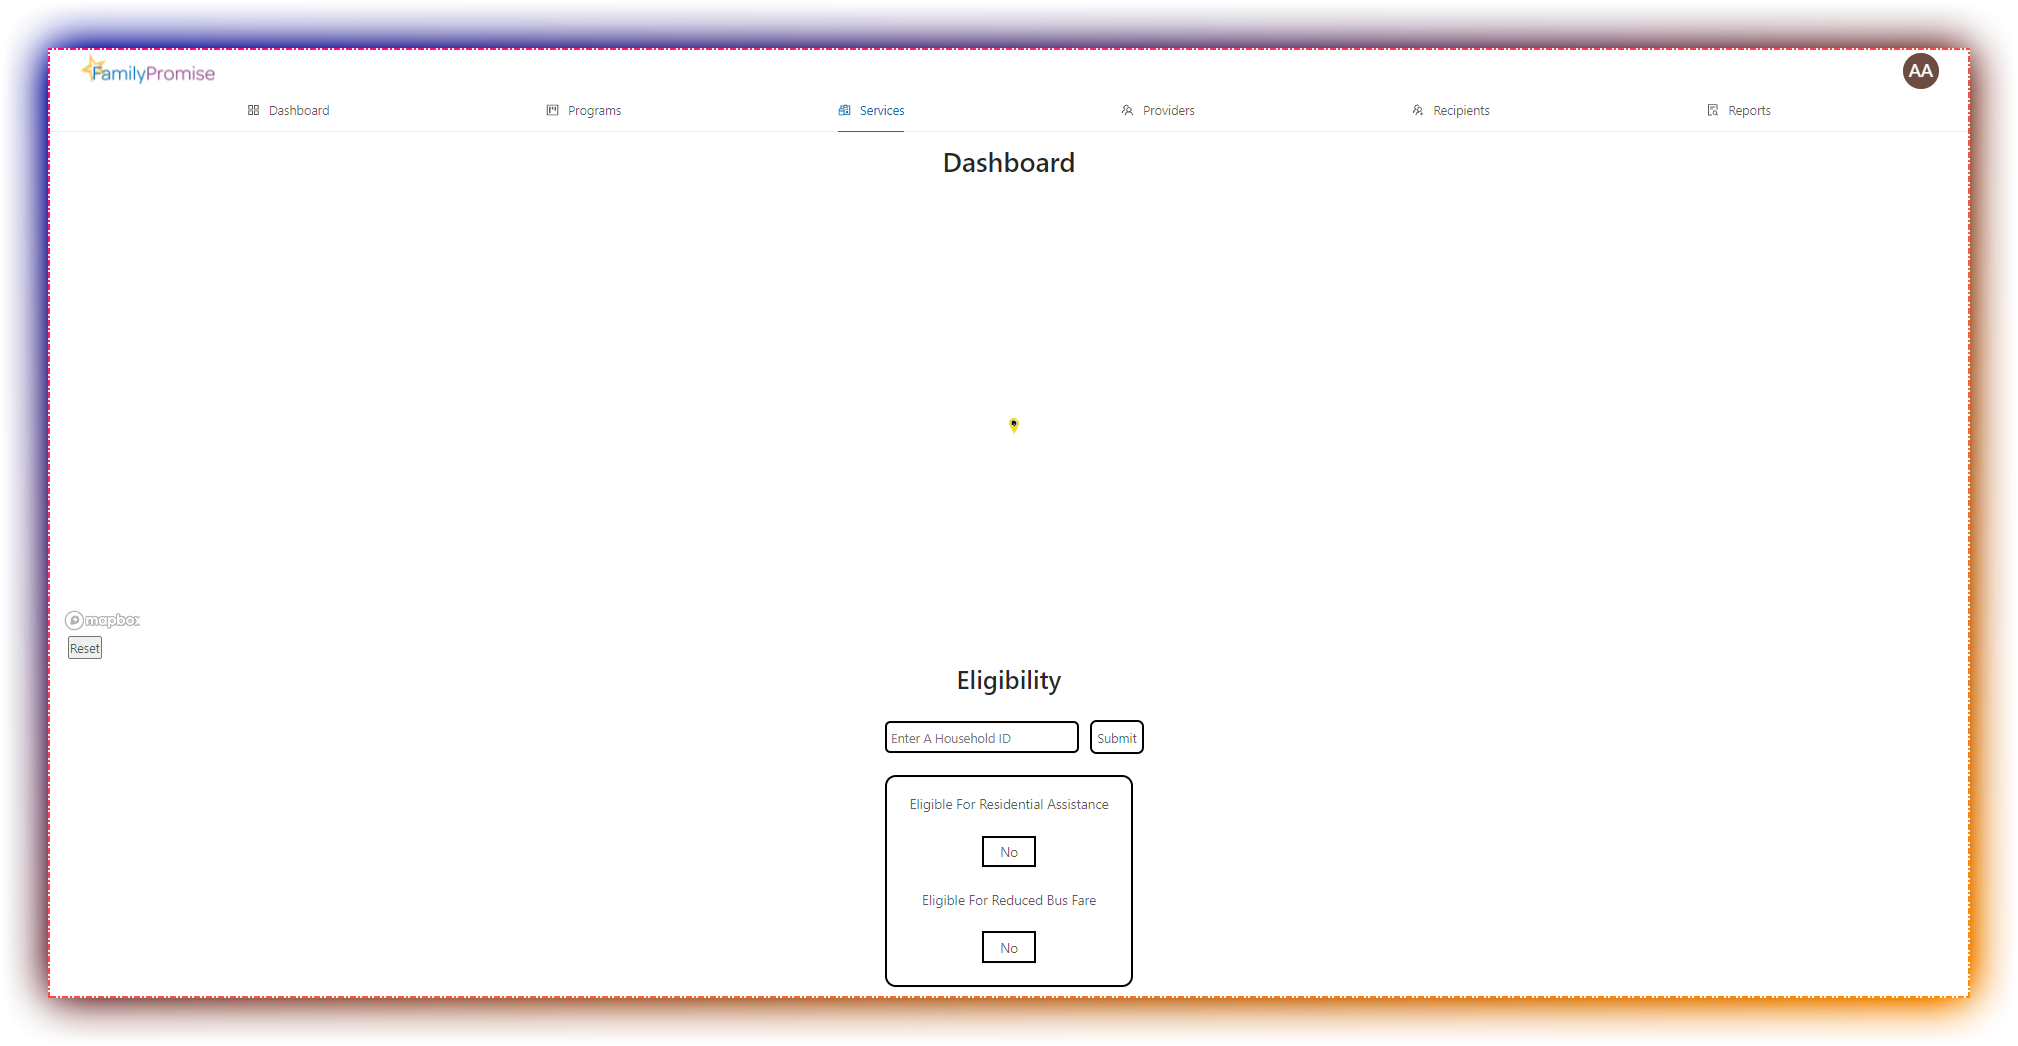 FamilyPromise
AA
Dashboard
Programs
Services
Providers
Recipients
Reports
Dashboard
mapbox
Reset
Eligibility
Enter A Household ID
Submit
Eligible For Residential Assistance
No
Eligible For Reduced Bus Fare
No